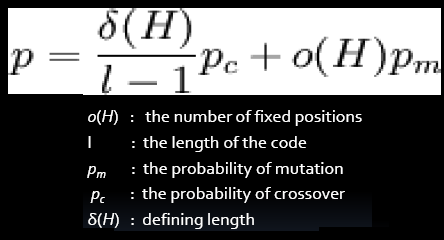 p = \frac{δ(H)}{l − 1} p_c + o(H)p_m
o(H) : the number of fixed positions
l : the length of the code
p_m : the probability of mutation
p_c : the probability of crossover
δ(H) : defining length